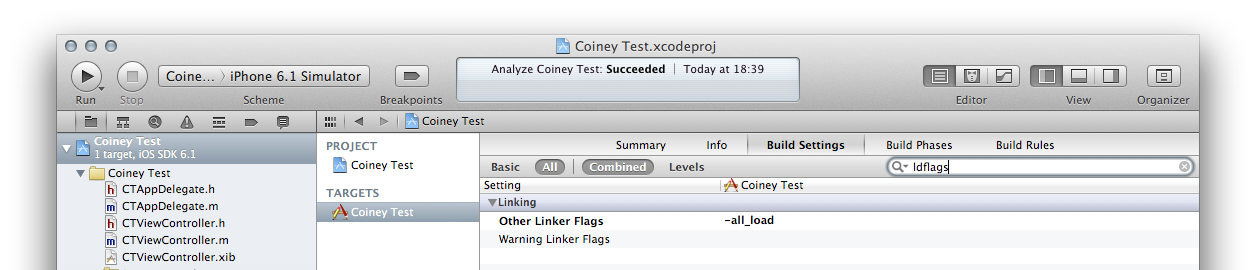 Coiney Test.xcodeproj
Coine... > iPhone 6.1 Simulator
Analyze Coiney Test: Succeeded | Today at 18:39
Run Stop Scheme Breakpoints Editor View Organizer
Coiney Test
1 target, iOS SDK 6.1
Coiney Test
CTAppDelegate.h
CTAppDelegate.m
CTViewController.h
CTViewController.m
CTViewController.xib
Coiney Test
PROJECT
Coiney Test
TARGETS
Coiney Test
Summary Info Build Settings Build Phases Build Rules
Basic All Combined Levels ldflags
Setting Coiney Test
Linking
Other Linker Flags -all_load
Warning Linker Flags